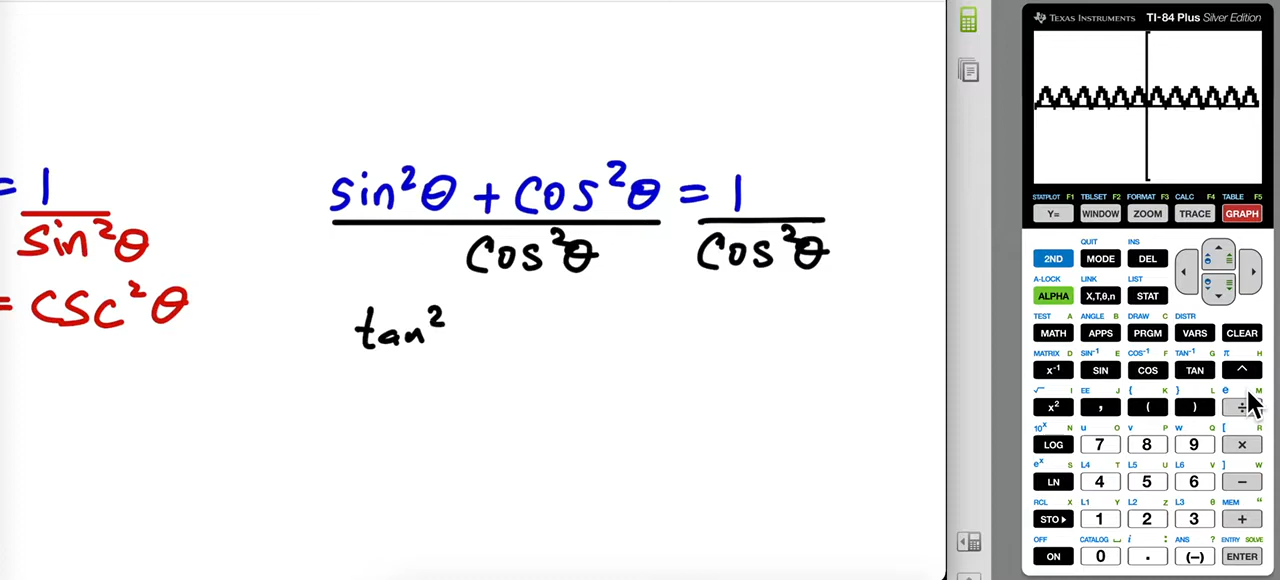 = 1
sin²θ
= csc²θ
sin²θ + cos²θ = 1
cos²θ cos²θ
tan²
TEXAS INSTRUMENTS TI-84 Plus Silver Edition
STATPLOT F1 TBLSET F2 FORMAT F3 CALC F4 TABLE F5
Y= WINDOW ZOOM TRACE GRAPH
QUIT INS
2ND MODE DEL
A-LOCK LINK LIST
ALPHA X,T,θ,n STAT
TEST A ANGLE B DRAW C DISTR
MATH APPS PRGM VARS CLEAR
MATRIX D SIN⁻¹ E COS⁻¹ F TAN⁻¹ G π H
x⁻¹ SIN COS TAN ^
√ I EE J { K } L e M
x² , ( ) ÷
10ˣ N u O v P w Q [ R
LOG 7 8 9 ×
eˣ S L4 T L5 U L6 V ] W
LN 4 5 6 −
RCL X L1 Y L2 Z L3 θ MEM "
STO▶ 1 2 3 +
OFF CATALOG ⎵ i : ANS ? ENTRY SOLVE
ON 0 . (−) ENTER